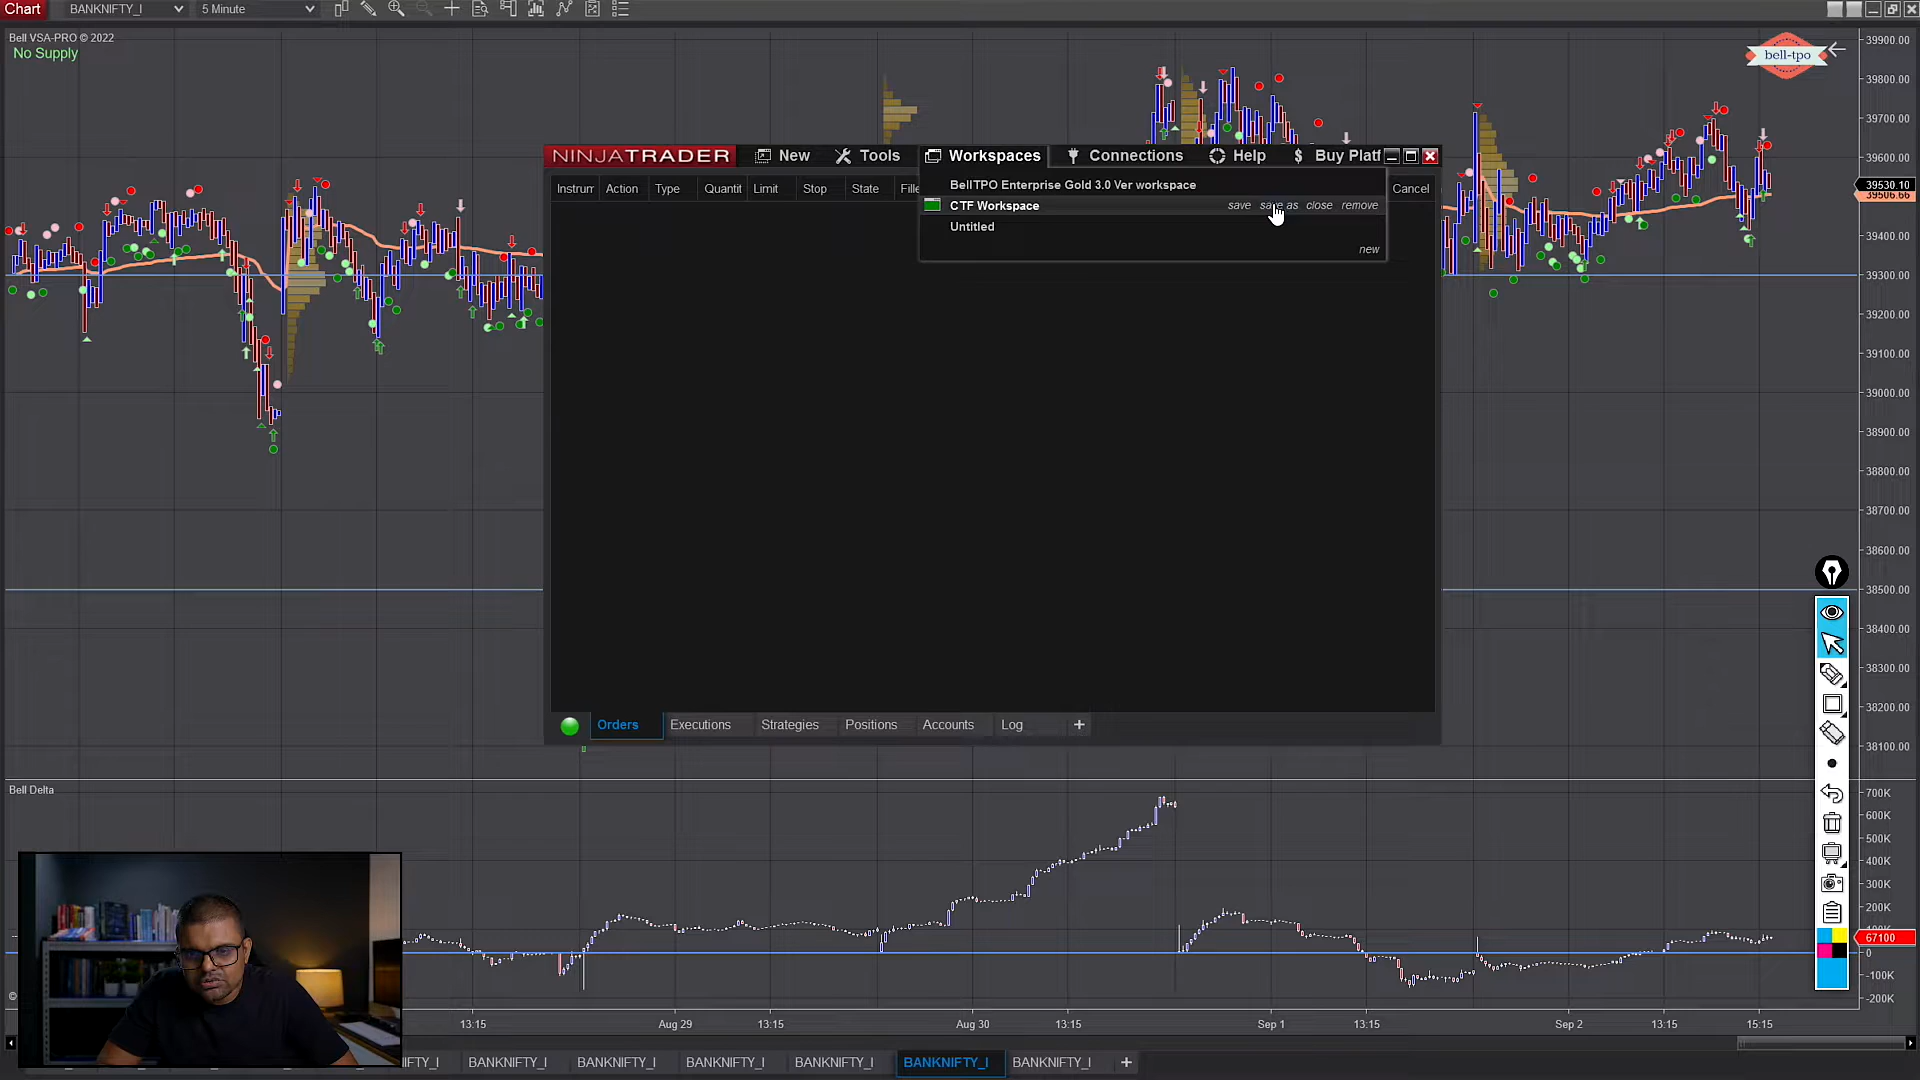 Chart BANKNIFTY_I 5 Minute
Bell VSA-PRO © 2022
No Supply
bell-tpo
NINJATRADER New Tools Workspaces Connections Help $ Buy Platf
Instrun Action Type Quantit Limit Stop State Fille Cancel
BellTPO Enterprise Gold 3.0 Ver workspace
CTF Workspace save save as close remove
Untitled
new
Orders Executions Strategies Positions Accounts Log +
39900.00
39800.00
39700.00
39600.00
39530.10
39506.66
39400.00
39300.00
39200.00
39100.00
39000.00
38900.00
38800.00
38700.00
38600.00
38500.00
38400.00
38300.00
38200.00
38100.00
Bell Delta
700K
600K
500K
400K
300K
200K
67100
0
-100K
-200K
©
13:15 Aug 29 13:15 Aug 30 13:15 Sep 1 13:15 Sep 2 13:15 15:15
TY_I BANKNIFTY_I BANKNIFTY_I BANKNIFTY_I BANKNIFTY_I BANKNIFTY_I BANKNIFTY_I +